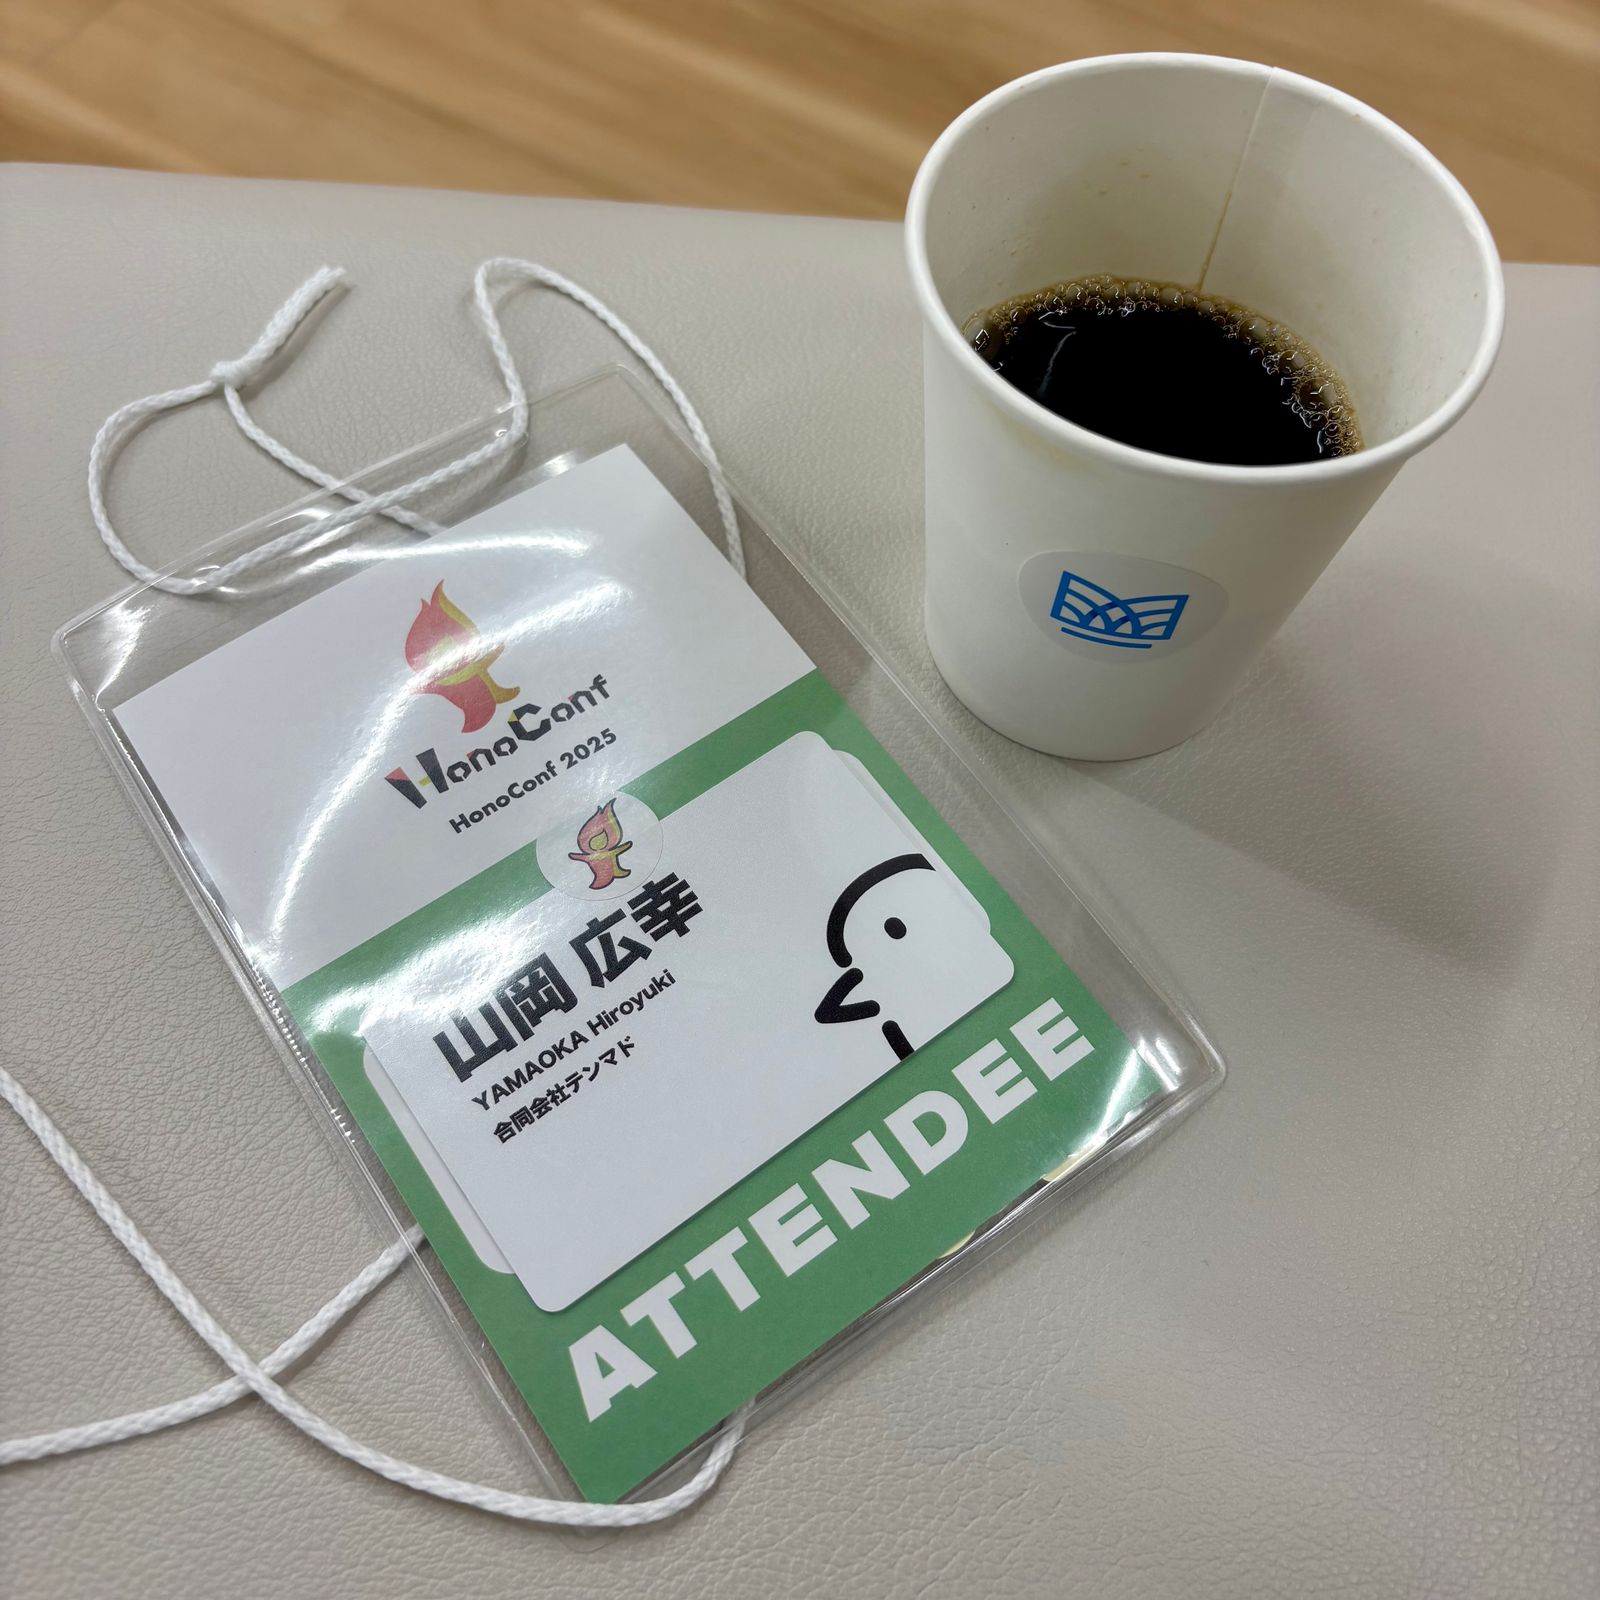 HonoConf
HonoConf 2025
山岡 広幸
YAMAOKA Hiroyuki
合同会社テンマド
ATTENDEE